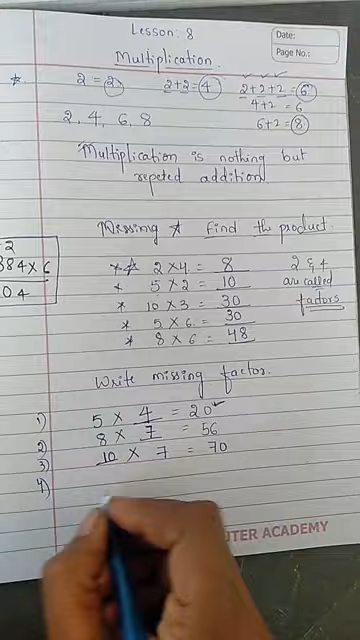 Lesson: 8
Date:
Page No.:
Multiplication.
* 2 = 2 2+2 = 4 2+2+2 = 6
4+2 = 6
2, 4, 6, 8 6+2 = 8
Multiplication is nothing but
repeted addition.
Missing * find the product.
* 2 × 4 = 8 2 & 4
* 5 × 2 = 10 are called
* 10 × 3 = 30 factors
* 5 × 6 = 30
* 8 × 6 = 48
2
384 × 6
04
Write missing factor.
1) 5 × 4 = 20
2) 8 × 7 = 56
3) 10 × 7 = 70
4)
UTER ACADEMY